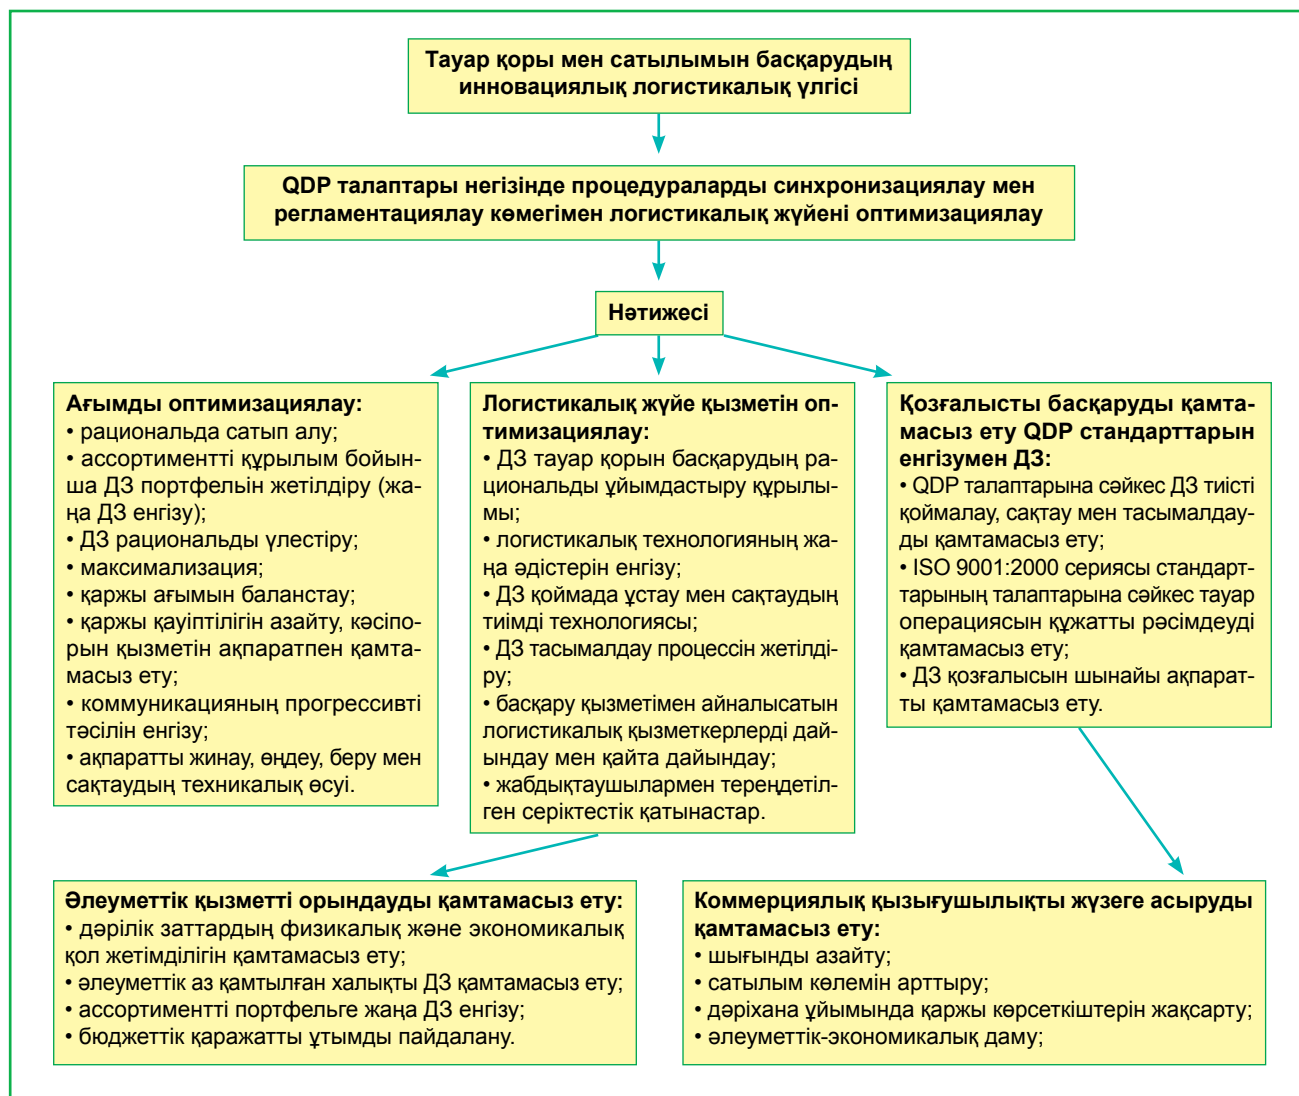 Тауар қоры мен сатылымын басқарудың
инновациялық логистикалық үлгісі
QDP талаптары негізінде процедураларды синхронизациялау мен
регламентациялау көмегімен логистикалық жүйені оптимизациялау
Нәтижесі
Ағымды оптимизациялау:
• рациональда сатып алу;
• ассортиментті құрылым бойын-
ша ДЗ портфельін жетілдіру (жа-
ңа ДЗ енгізу);
• ДЗ рациональды үлестіру;
• максимализация;
• қаржы ағымын баланстау;
• қаржы қауіптілігін азайту, кәсіпо-
рын қызметін ақпаратпен қамта-
масыз ету;
• коммуникацияның прогрессивті
тәсілін енгізу;
• ақпаратты жинау, өңдеу, беру мен
сақтаудың техникалық өсуі.
Логистикалық жүйе қызметін оп-
тимизациялау:
• ДЗ тауар қорын басқарудың ра-
циональды ұйымдастыру құрылы-
мы;
• логистикалық технологияның жа-
ңа әдістерін енгізу;
• ДЗ қоймада ұстау мен сақтаудың
тиімді технологиясы;
• ДЗ тасымалдау процессін жетілді-
ру;
• басқару қызметімен айналысатын
логистикалық қызметкерлерді дай-
ындау мен қайта дайындау;
• жабдықтаушылармен тереңдетіл-
ген серіктестік қатынастар.
Қозғалысты басқаруды қамта-
масыз ету QDP стандарттарын
енгізумен ДЗ:
• QDP талаптарына сәйкес ДЗ тиісті
қоймалау, сақтау мен тасымалдау-
ды қамтамасыз ету;
• ISO 9001:2000 сериясы стандарт-
тарының талаптарына сәйкес тауар
операциясын құжатты рәсімдеуді
қамтамасыз ету;
• ДЗ қозғалысын шынайы ақпарат-
ты қамтамасыз ету.
Әлеуметтік қызметті орындауды қамтамасыз ету:
• дәрілік заттардың физикалық және экономикалық
қол жетімділігін қамтамасыз ету;
• әлеуметтік аз қамтылған халықты ДЗ қамтамасыз ету;
• ассортиментті портфельге жаңа ДЗ енгізу;
• бюджеттік қаражатты ұтымды пайдалану.
Коммерциялық қызығушылықты жүзеге асыруды
қамтамасыз ету:
• шығынды азайту;
• сатылым көлемін арттыру;
• дәріхана ұйымында қаржы көрсеткіштерін жақсарту;
• әлеуметтік-экономикалық даму;